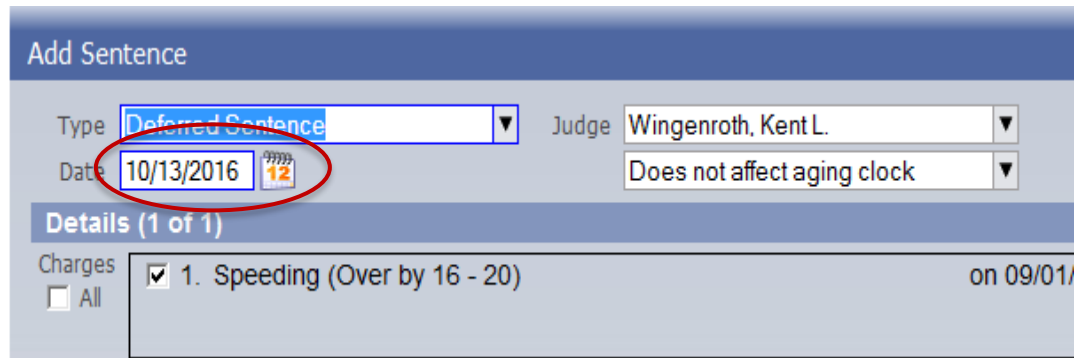 Add Sentence
Type Deferred Sentence Judge Wingenroth, Kent L.
Date 10/13/2016 12 Does not affect aging clock
Details (1 of 1)
Charges 1. Speeding (Over by 16 - 20) on 09/01/
All